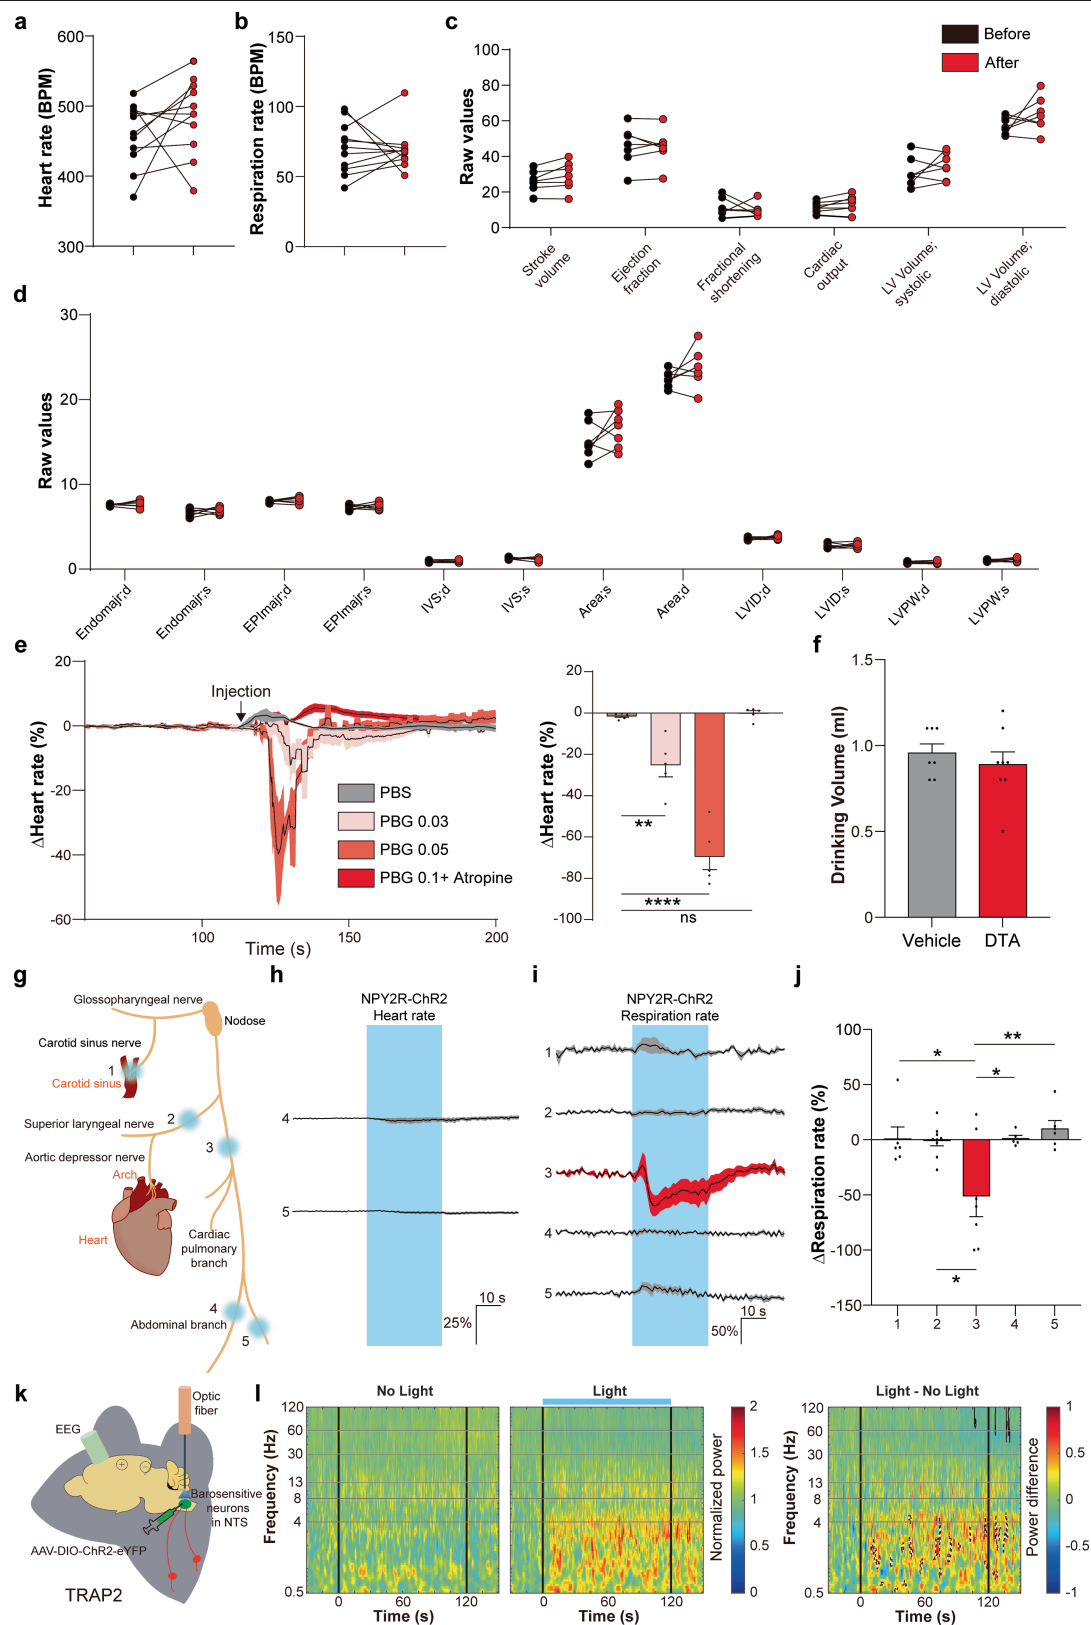 a
b
c
600
500
400
300
Heart rate (BPM)
150
100
50
0
Respiration rate (BPM)
100
80
60
40
20
0
Raw values
Before
After
Stroke
volume
Ejection
fraction
Fractional
shortening
Cardiac
output
LV Volume;
systolic
LV Volume;
diastolic
d
30
20
10
0
Raw values
Endomajr;d
Endomajr;s
EPImajr;d
EPImajr;s
IVS;d
IVS;s
Area;s
Area;d
LVID;d
LVID;s
LVPW;d
LVPW;s
e
20
0
-20
-40
-60
ΔHeart rate (%)
Injection
PBS
PBG 0.03
PBG 0.05
PBG 0.1+ Atropine
100
150
200
Time (s)
20
0
-20
-40
-60
-80
-100
ΔHeart rate (%)
**
****
ns
f
1.5
1.0
0.5
0
Drinking Volume (ml)
Vehicle
DTA
g
Glossopharyngeal nerve
Nodose
Carotid sinus nerve
1
Carotid sinus
2
Superior laryngeal nerve
3
Aortic depressor nerve
Arch
Heart
Cardiac
pulmonary
branch
4
Abdominal branch
5
h
NPY2R-ChR2
Heart rate
4
5
10 s
25%
i
NPY2R-ChR2
Respiration rate
1
2
3
4
5
10 s
50%
j
100
50
0
-50
-100
-150
ΔRespiration rate (%)
*
**
*
*
1
2
3
4
5
k
Optic
fiber
EEG
+
−
Barosensitive
neurons
in NTS
AAV-DIO-ChR2-eYFP
TRAP2
l
No Light
Light
Light - No Light
120
60
30
13
8
4
0.5
Frequency (Hz)
0
60
120
Time (s)
0
60
120
Time (s)
2
1.5
1
0.5
0
Normalized power
120
60
30
13
8
4
0.5
Frequency (Hz)
0
60
120
Time (s)
1
0.5
0
-0.5
-1
Power difference